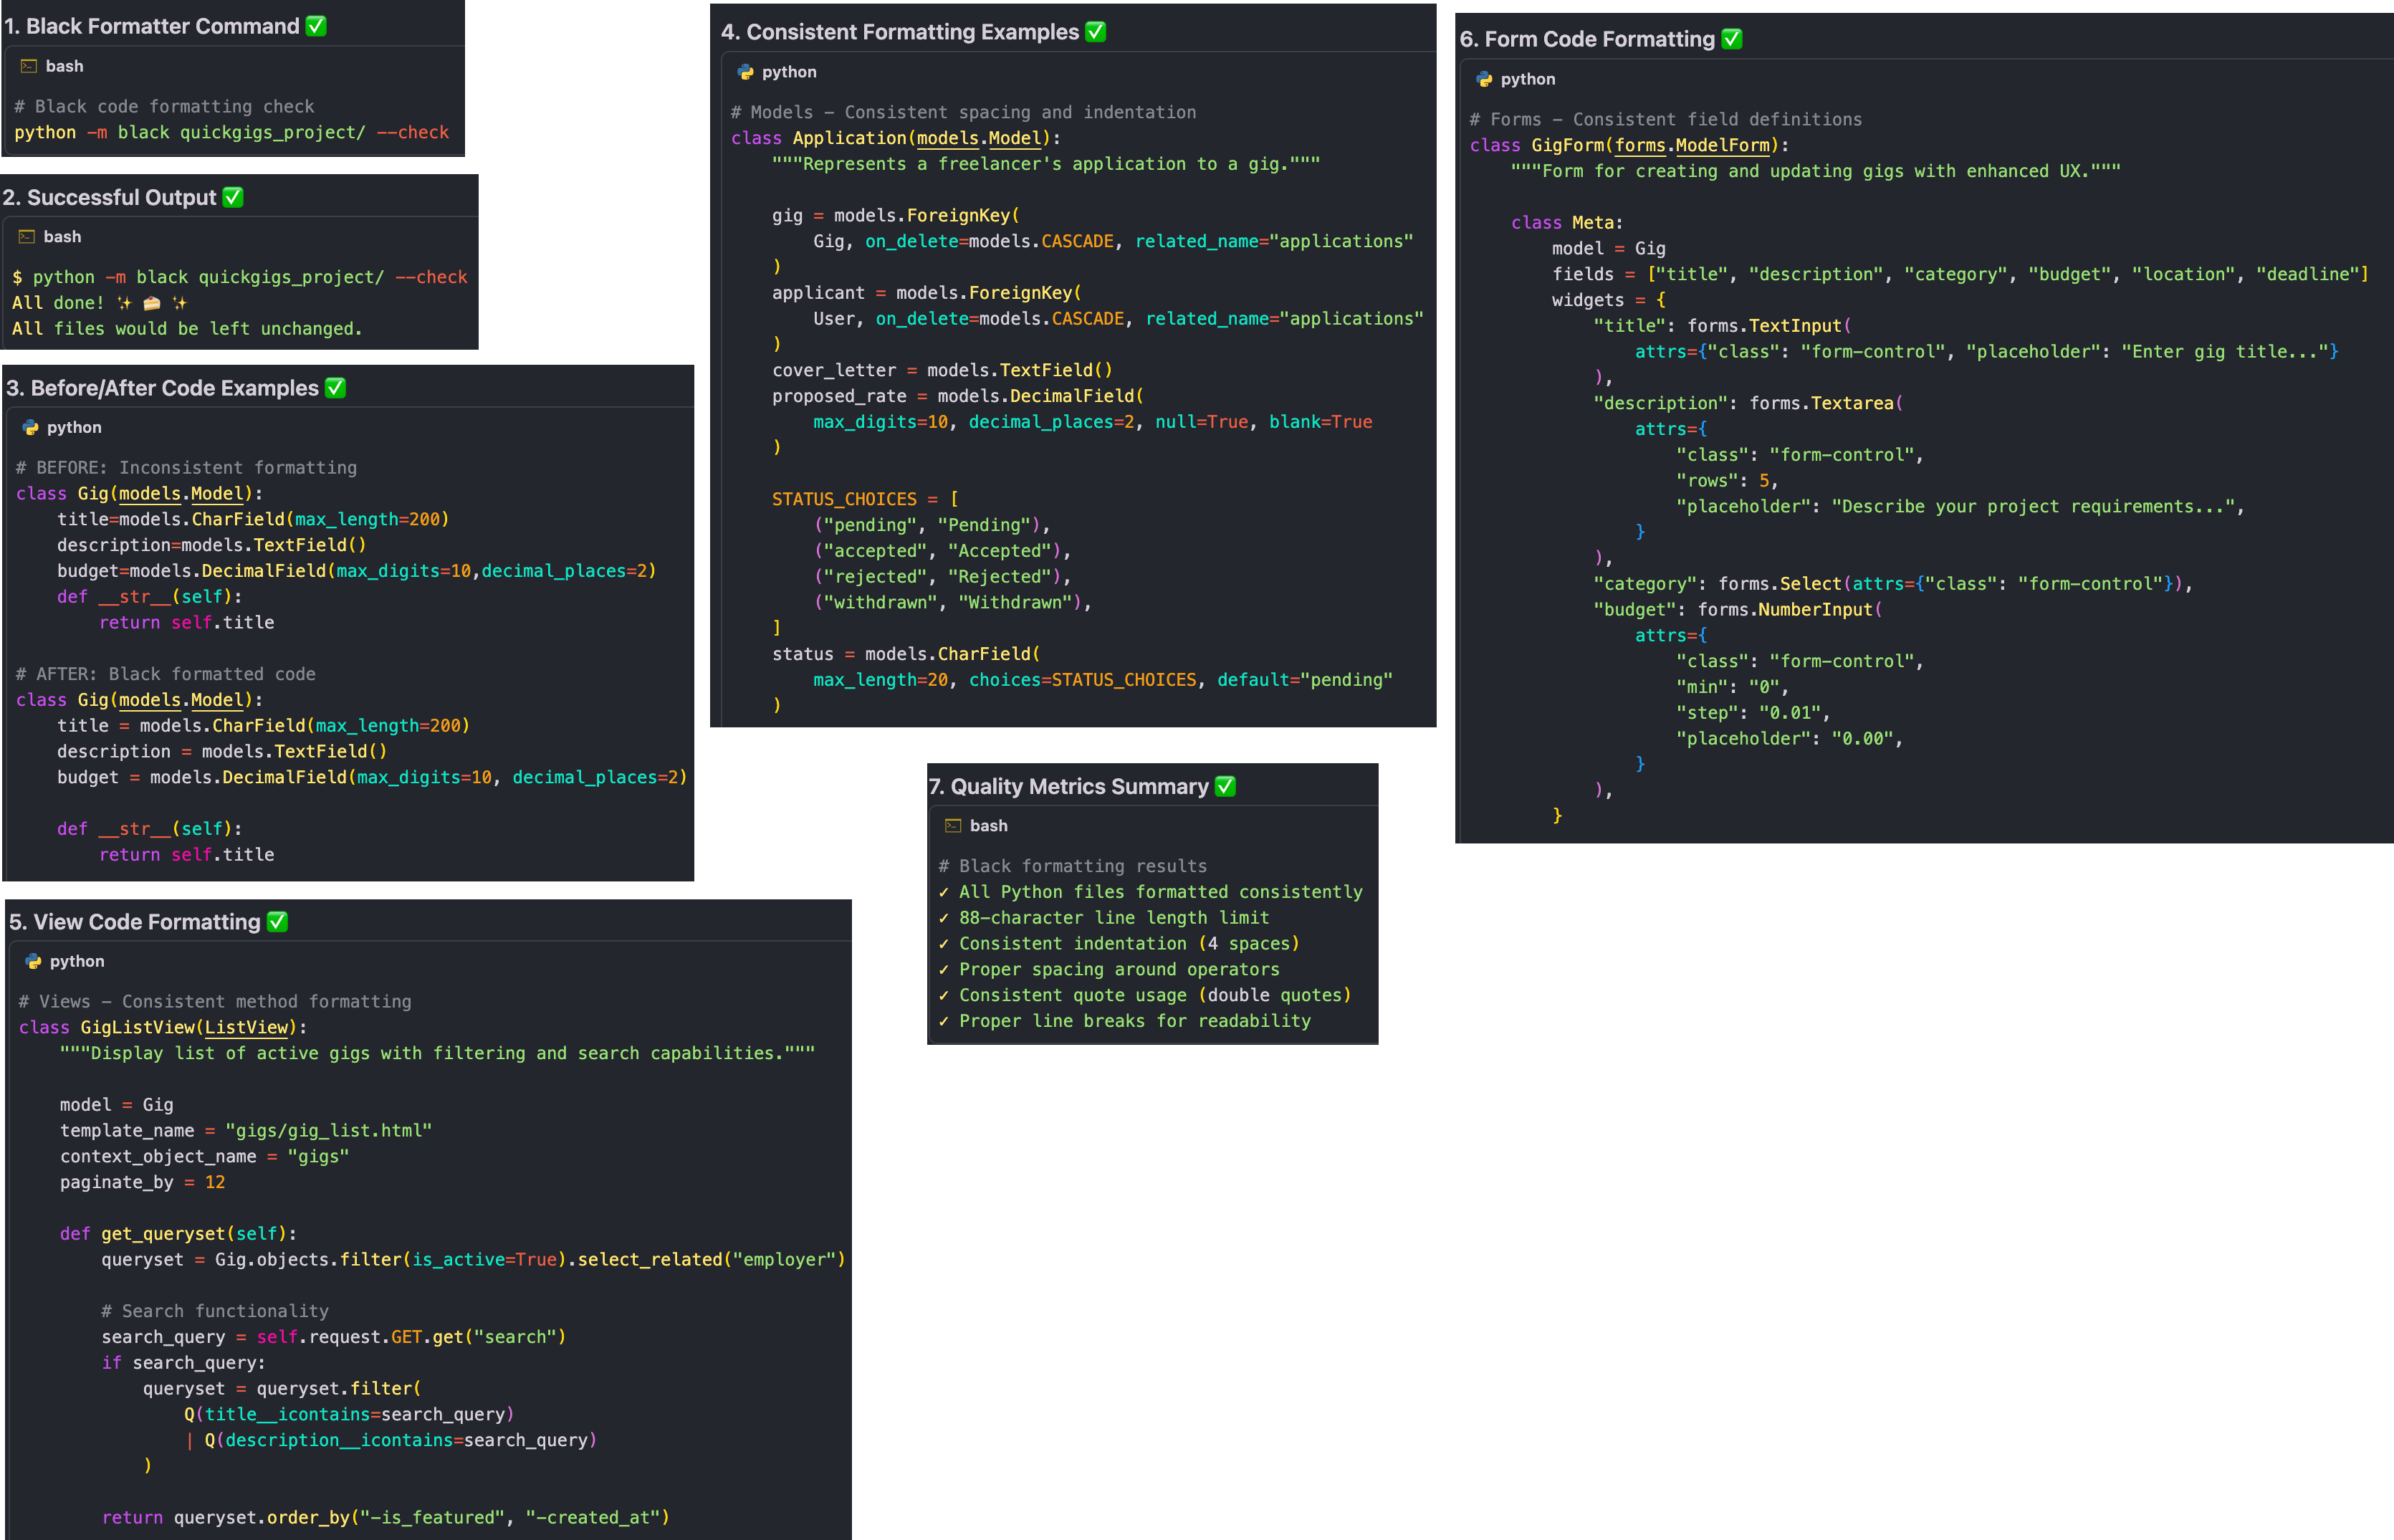 1. Black Formatter Command ✅
bash
# Black code formatting check
python -m black quickgigs_project/ --check
2. Successful Output ✅
bash
$ python -m black quickgigs_project/ --check
All done! ✨ 🍰 ✨
All files would be left unchanged.
3. Before/After Code Examples ✅
python
# BEFORE: Inconsistent formatting
class Gig(models.Model):
    title=models.CharField(max_length=200)
    description=models.TextField()
    budget=models.DecimalField(max_digits=10,decimal_places=2)
    def __str__(self):
        return self.title
# AFTER: Black formatted code
class Gig(models.Model):
    title = models.CharField(max_length=200)
    description = models.TextField()
    budget = models.DecimalField(max_digits=10, decimal_places=2)
    def __str__(self):
        return self.title
4. Consistent Formatting Examples ✅
python
# Models - Consistent spacing and indentation
class Application(models.Model):
    """Represents a freelancer's application to a gig."""
    gig = models.ForeignKey(
        Gig, on_delete=models.CASCADE, related_name="applications"
    )
    applicant = models.ForeignKey(
        User, on_delete=models.CASCADE, related_name="applications"
    )
    cover_letter = models.TextField()
    proposed_rate = models.DecimalField(
        max_digits=10, decimal_places=2, null=True, blank=True
    )
    STATUS_CHOICES = [
        ("pending", "Pending"),
        ("accepted", "Accepted"),
        ("rejected", "Rejected"),
        ("withdrawn", "Withdrawn"),
    ]
    status = models.CharField(
        max_length=20, choices=STATUS_CHOICES, default="pending"
    )
5. View Code Formatting ✅
python
# Views - Consistent method formatting
class GigListView(ListView):
    """Display list of active gigs with filtering and search capabilities."""
    model = Gig
    template_name = "gigs/gig_list.html"
    context_object_name = "gigs"
    paginate_by = 12
    def get_queryset(self):
        queryset = Gig.objects.filter(is_active=True).select_related("employer")
        # Search functionality
        search_query = self.request.GET.get("search")
        if search_query:
            queryset = queryset.filter(
                Q(title__icontains=search_query)
                | Q(description__icontains=search_query)
            )
        return queryset.order_by("-is_featured", "-created_at")
6. Form Code Formatting ✅
python
# Forms - Consistent field definitions
class GigForm(forms.ModelForm):
    """Form for creating and updating gigs with enhanced UX."""
    class Meta:
        model = Gig
        fields = ["title", "description", "category", "budget", "location", "deadline"]
        widgets = {
            "title": forms.TextInput(
                attrs={"class": "form-control", "placeholder": "Enter gig title..."}
            ),
            "description": forms.Textarea(
                attrs={
                    "class": "form-control",
                    "rows": 5,
                    "placeholder": "Describe your project requirements...",
                }
            ),
            "category": forms.Select(attrs={"class": "form-control"}),
            "budget": forms.NumberInput(
                attrs={
                    "class": "form-control",
                    "min": "0",
                    "step": "0.01",
                    "placeholder": "0.00",
                }
            ),
        }
7. Quality Metrics Summary ✅
bash
# Black formatting results
✓ All Python files formatted consistently
✓ 88-character line length limit
✓ Consistent indentation (4 spaces)
✓ Proper spacing around operators
✓ Consistent quote usage (double quotes)
✓ Proper line breaks for readability